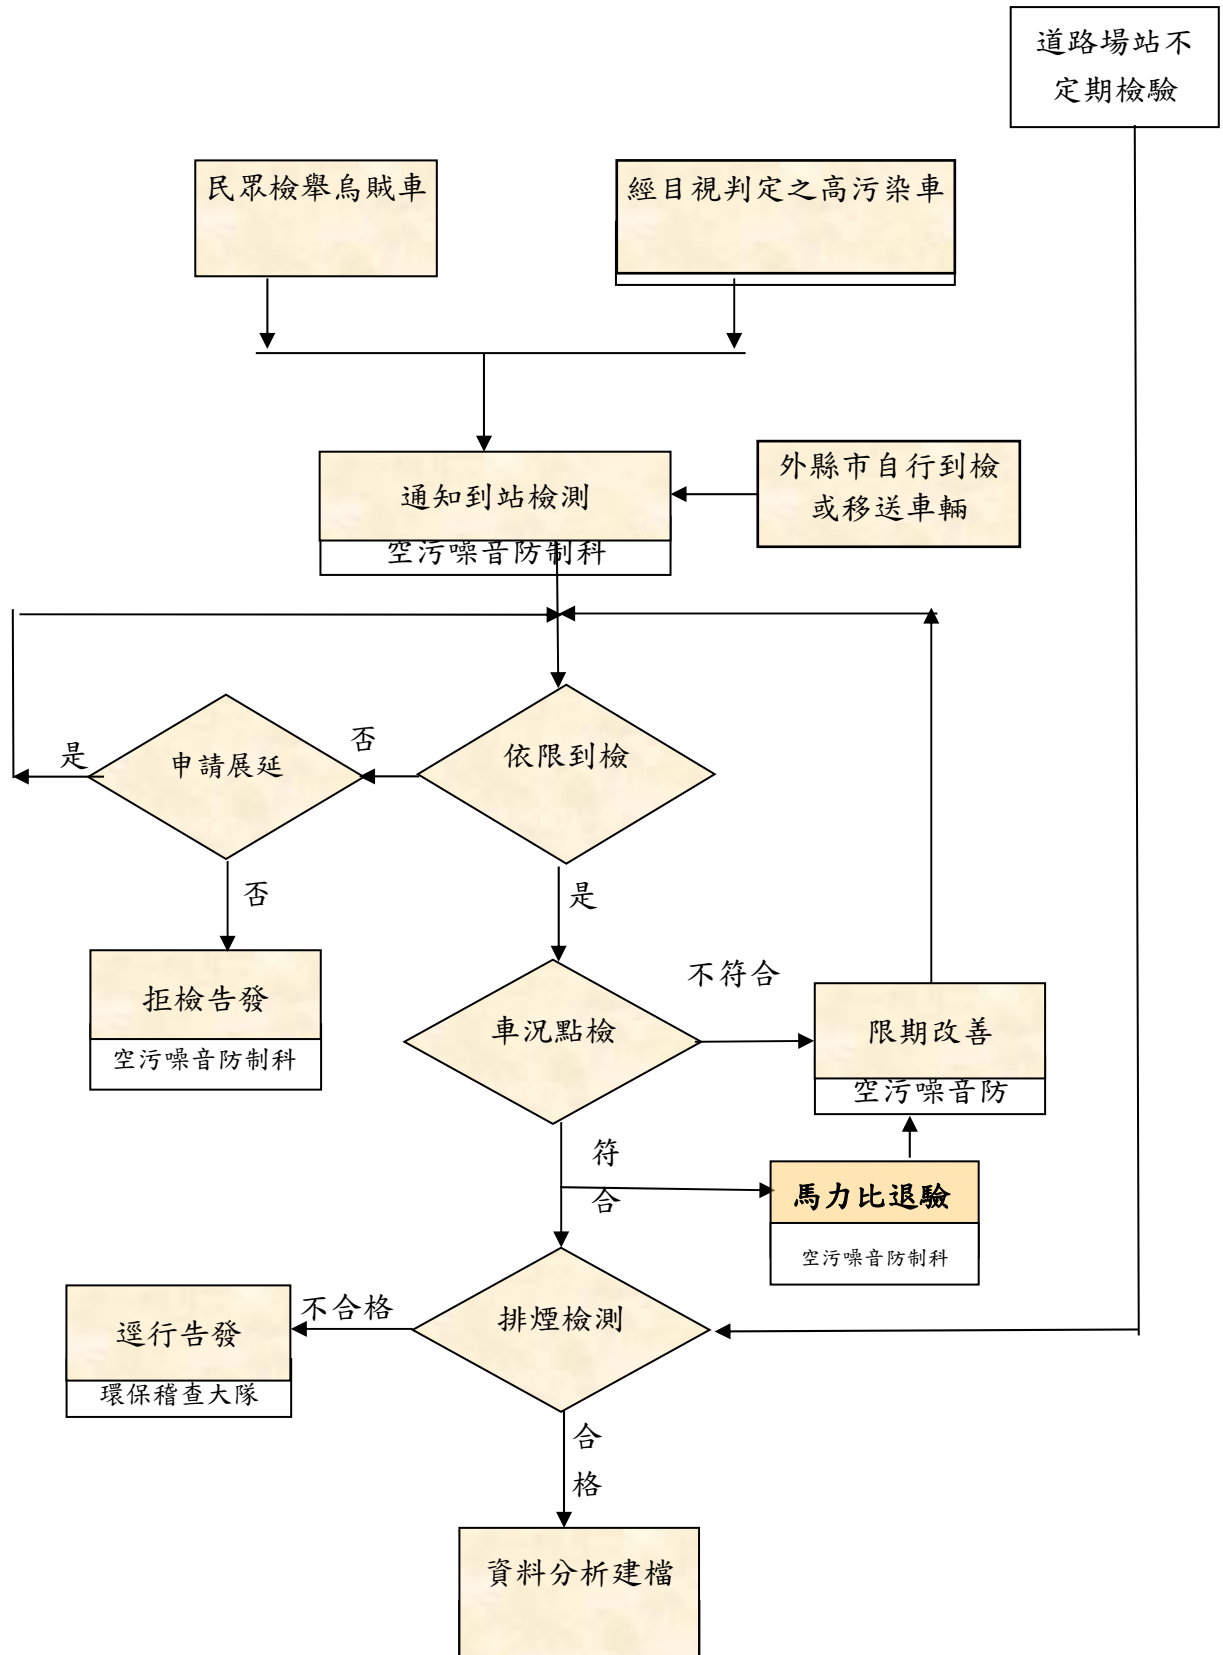 道路場站不
定期檢驗
民眾檢舉烏賊車
經目視判定之高污染車
通知到站檢測
空污噪音防制科
外縣市自行到檢
或移送車輛
是
申請展延
否
依限到檢
否
是
拒檢告發
空污噪音防制科
車況點檢
不符合
限期改善
空污噪音防
符
合
馬力比退驗
空污噪音防制科
逕行告發
環保稽查大隊
不合格
排煙檢測
合
格
資料分析建檔